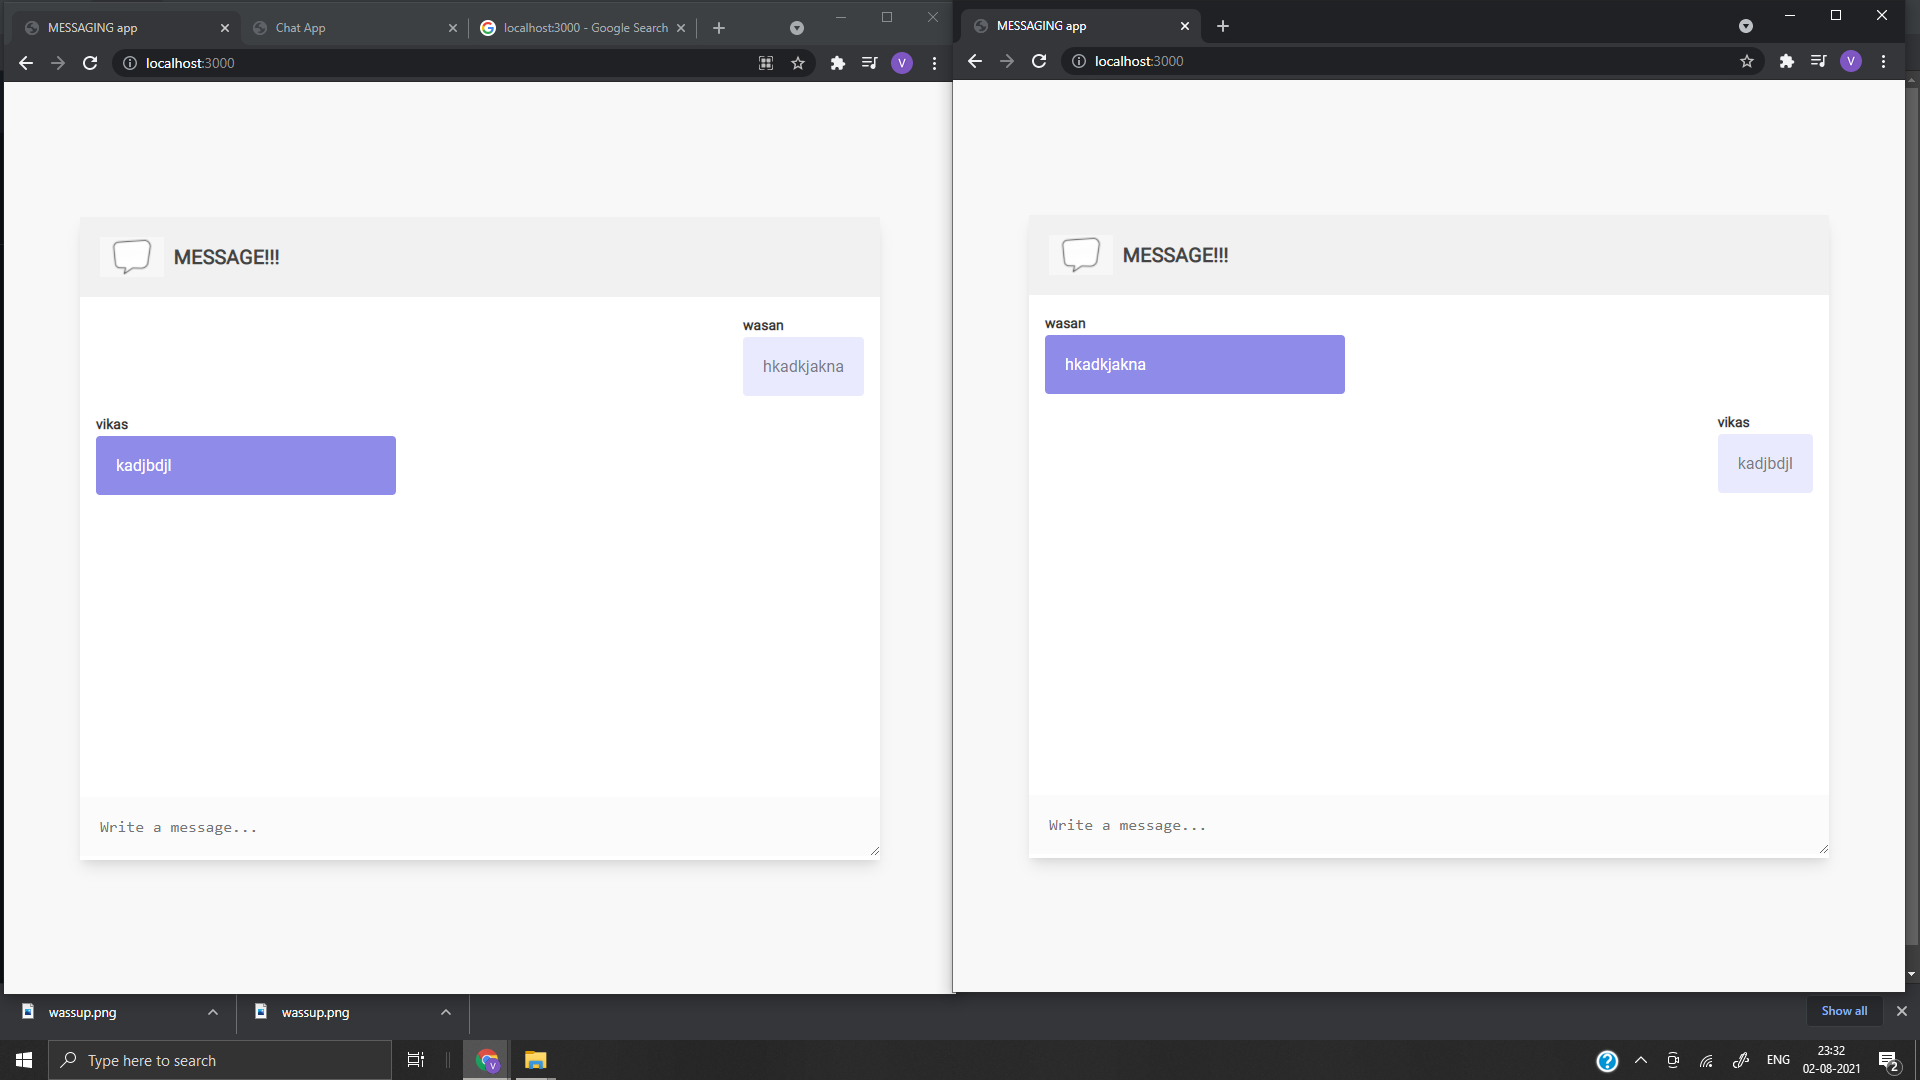 MESSAGING app
Chat App
localhost:3000 - Google Search
localhost:3000
V
MESSAGE!!!
wasan
hkadkjakna
vikas
kadjbdjl
Write a message...
MESSAGING app
localhost:3000
V
MESSAGE!!!
wasan
hkadkjakna
vikas
kadjbdjl
Write a message...
wassup.png
wassup.png
Show all
Type here to search
V
ENG
23:32
02-08-2021
2